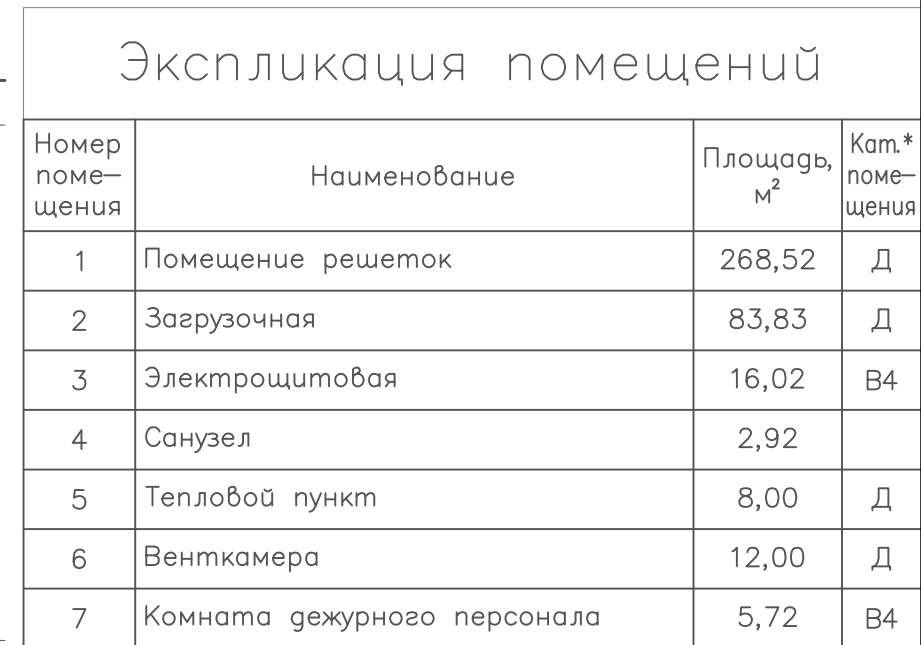 Экспликация помещений
Номер поме– щения Наименование Площадь, м² Кат.* поме– щения
1 Помещение решеток 268,52 Д
2 Загрузочная 83,83 Д
3 Электрощитовая 16,02 В4
4 Санузел 2,92
5 Тепловой пункт 8,00 Д
6 Венткамера 12,00 Д
7 Комната дежурного персонала 5,72 В4